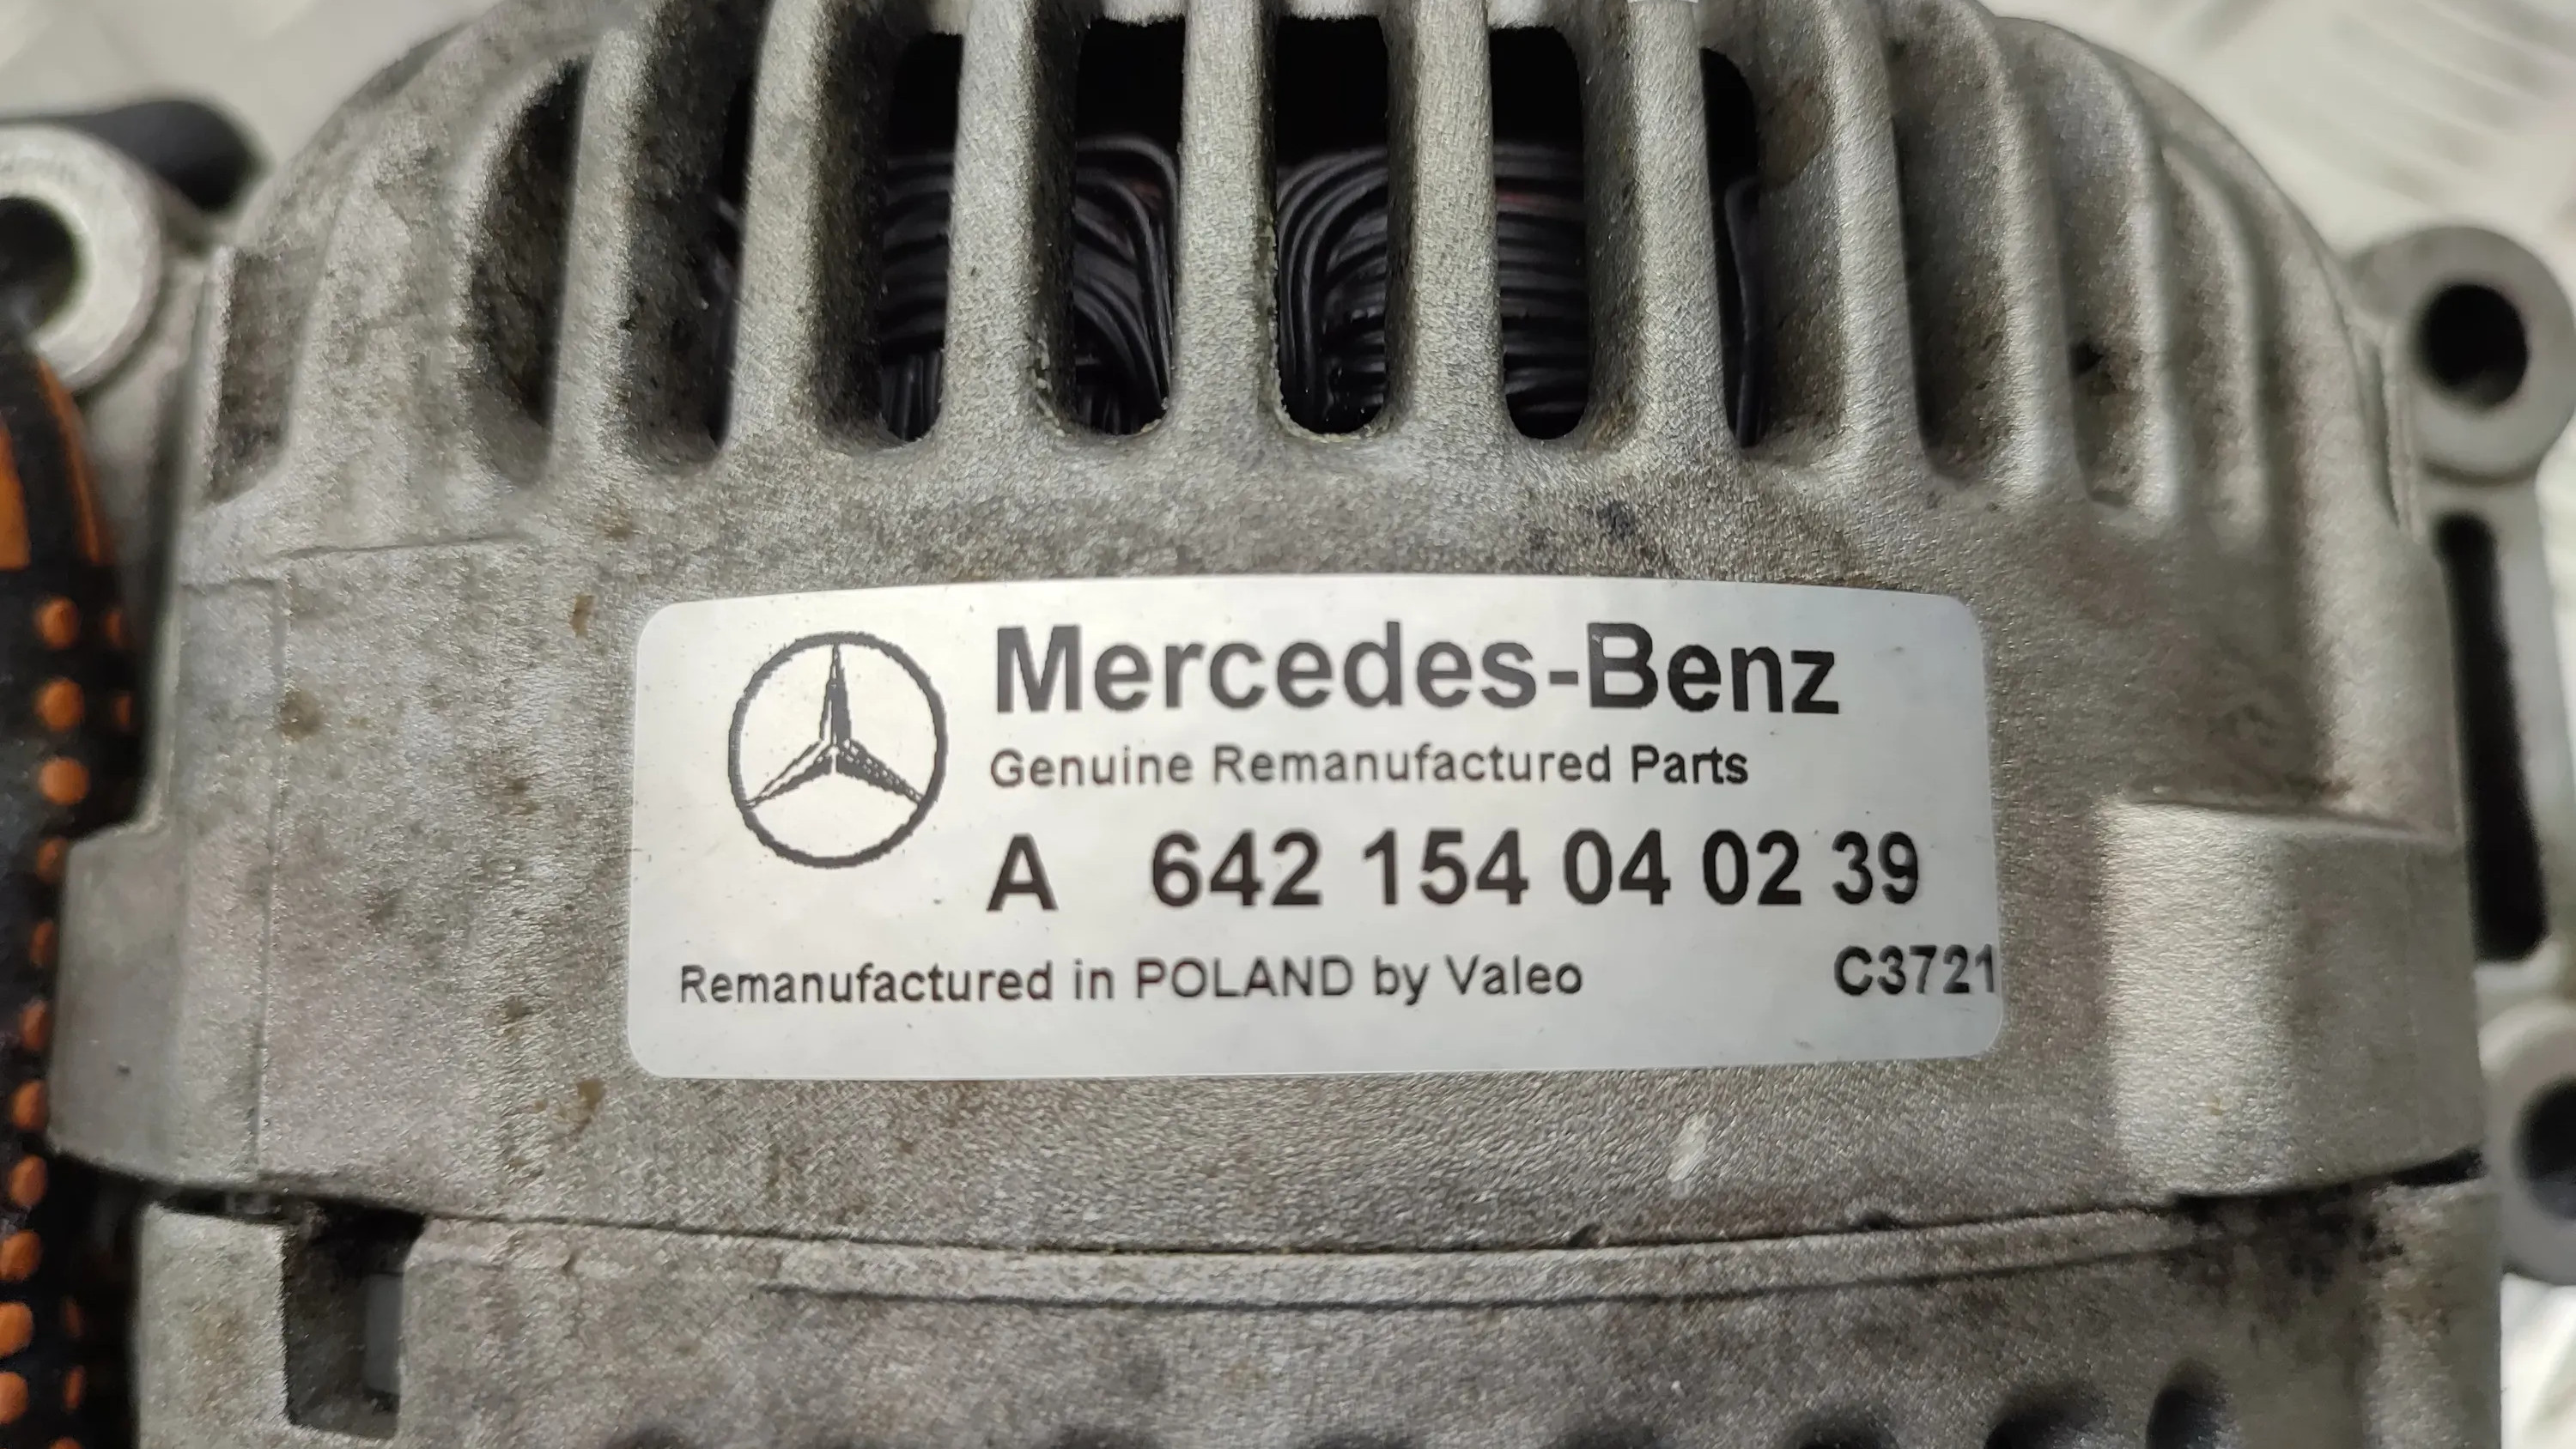 Mercedes-Benz
Genuine Remanufactured Parts
A 642 154 04 02 39
Remanufactured in POLAND by Valeo C3721